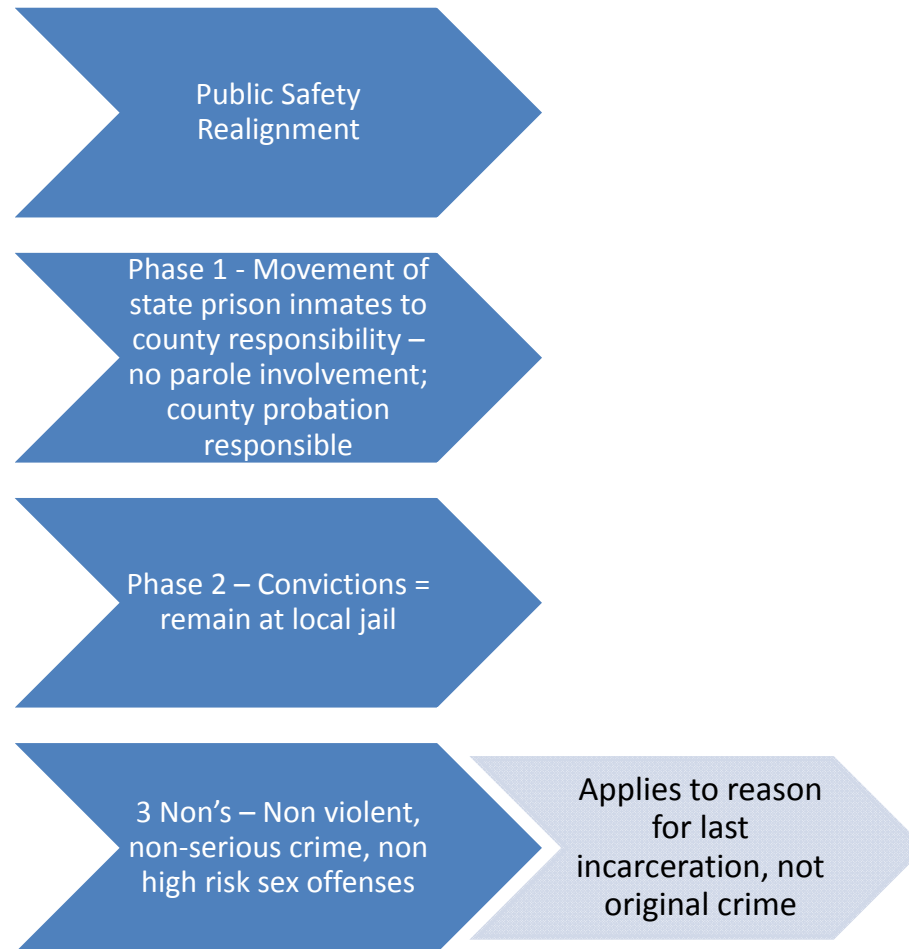 Public Safety
Realignment
Phase 1 - Movement of
state prison inmates to
county responsibility –
no parole involvement;
county probation
responsible
Phase 2 – Convictions =
remain at local jail
3 Non’s – Non violent,
non-serious crime, non
high risk sex offenses
Applies to reason
for last
incarceration, not
original crime